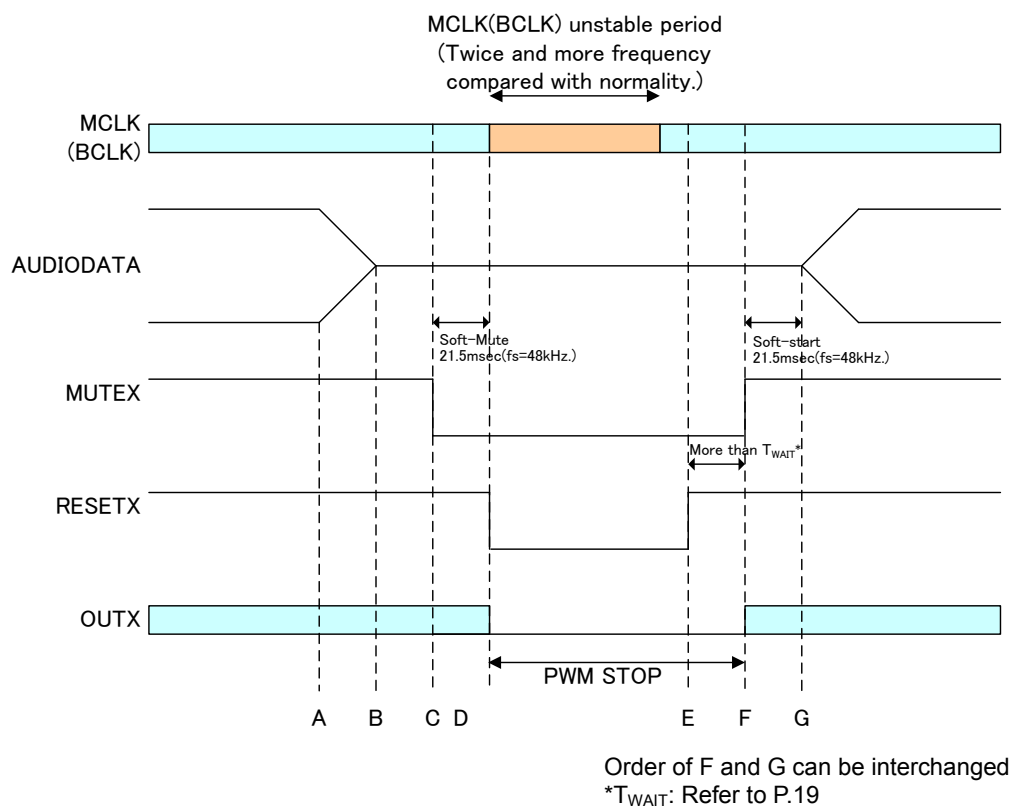 MCLK(BCLK) unstable period
(Twice and more frequency
compared with normality.)
MCLK
(BCLK)
AUDIODATA
Soft-Mute
21.5msec(fs=48kHz.)
Soft-start
21.5msec(fs=48kHz.)
MUTEX
More than TWAIT*
RESETX
OUTX
PWM STOP
A B C D E F G
Order of F and G can be interchanged
*TWAIT: Refer to P.19